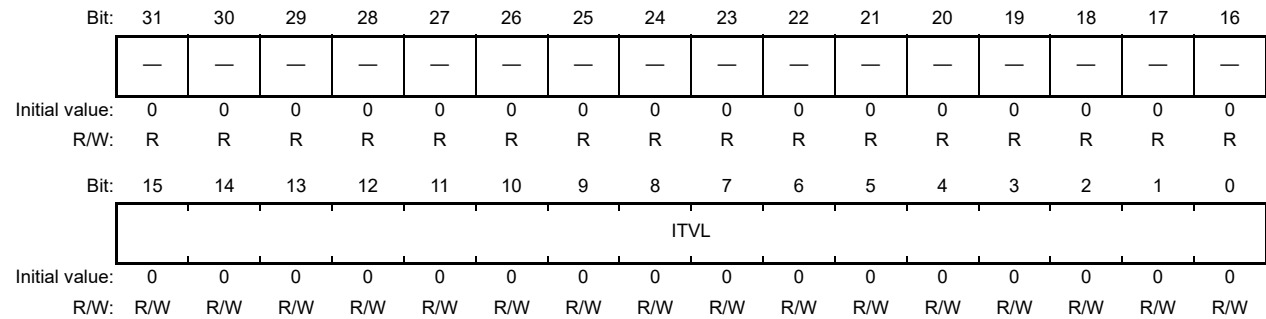 Bit: 31 30 29 28 27 26 25 24 23 22 21 20 19 18 17 16
— — — — — — — — — — — — — — — —
Initial value: 0 0 0 0 0 0 0 0 0 0 0 0 0 0 0 0
R/W: R R R R R R R R R R R R R R R R
Bit: 15 14 13 12 11 10 9 8 7 6 5 4 3 2 1 0
ITVL
Initial value: 0 0 0 0 0 0 0 0 0 0 0 0 0 0 0 0
R/W: R/W R/W R/W R/W R/W R/W R/W R/W R/W R/W R/W R/W R/W R/W R/W R/W